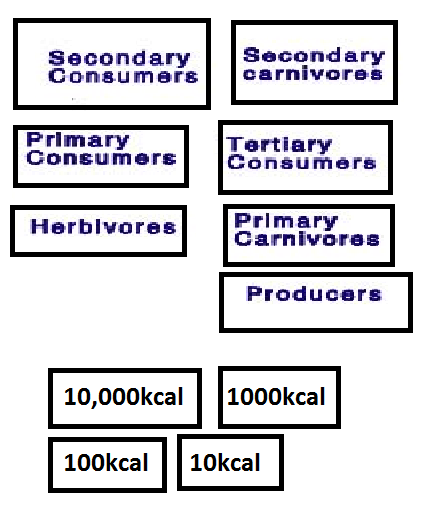 Secondary
Consumers
Secondary
carnivores
Primary
Consumers
Tertiary
Consumers
Herbivores
Primary
Carnivores
Producers
10,000kcal
1000kcal
100kcal
10kcal